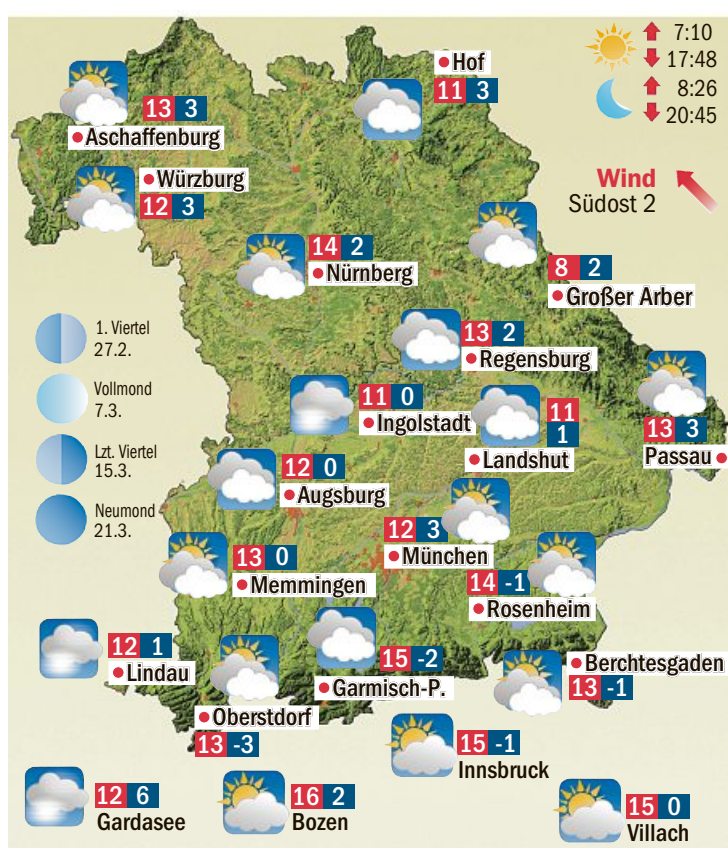 7:10
17:48
8:26
20:45
Wind
Südost 2
Hof
11 3
13 3
Aschaffenburg
Würzburg
12 3
14 2
Nürnberg
8 2
Großer Arber
1. Viertel
27.2.
Vollmond
7.3.
Lzt. Viertel
15.3.
Neumond
21.3.
13 2
Regensburg
11 0
Ingolstadt
11
1
Landshut
13 3
Passau
12 0
Augsburg
12 3
München
13 0
Memmingen
14 -1
Rosenheim
12 1
Lindau
15 -2
Garmisch-P.
Berchtesgaden
13 -1
Oberstdorf
13 -3
15 -1
Innsbruck
12 6
Gardasee
16 2
Bozen
15 0
Villach